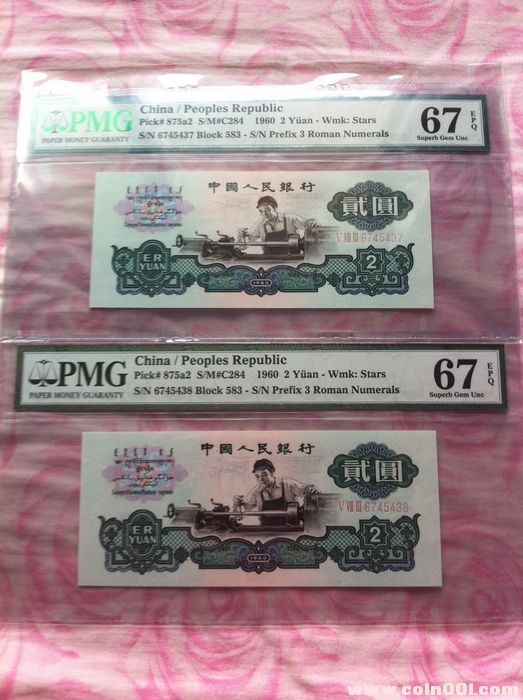 China / Peoples Republic
PMG
PAPER MONEY GUARANTY
Pick# 875a2 S/M#C284 1960 2 Yüan - Wmk: Stars
S/N 6745437 Block 583 - S/N Prefix 3 Roman Numerals
67 EPQ
Superb Gem Unc
中國人民銀行
貳圓
V VIII III 6745437
ER
YUAN
1960
2
China / Peoples Republic
PMG
PAPER MONEY GUARANTY
Pick# 875a2 S/M#C284 1960 2 Yüan - Wmk: Stars
S/N 6745438 Block 583 - S/N Prefix 3 Roman Numerals
67 EPQ
Superb Gem Unc
中國人民銀行
貳圓
V VIII III 6745438
ER
YUAN
1960
2
www.coin001.com